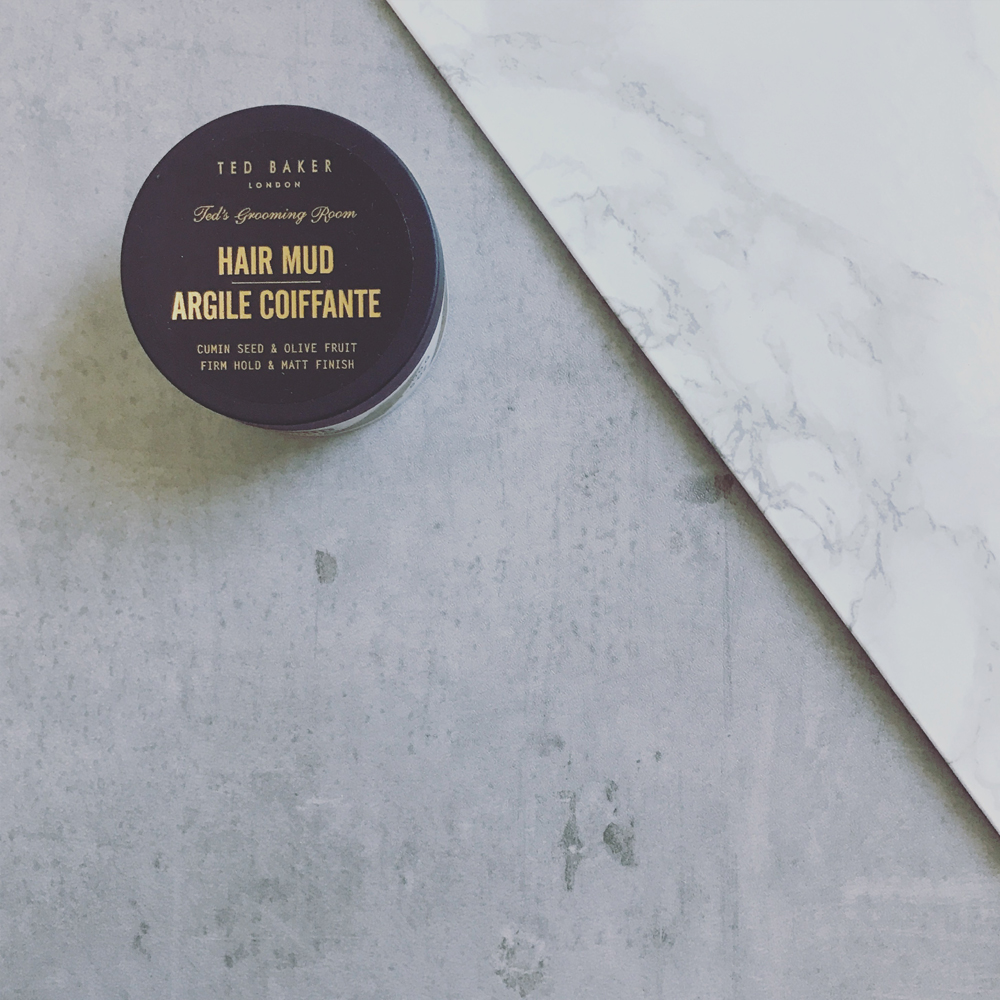 TED BAKER
LONDON
Ted's Grooming Room
HAIR MUD
ARGILE COIFFANTE
CUMIN SEED & OLIVE FRUIT
FIRM HOLD & MATT FINISH